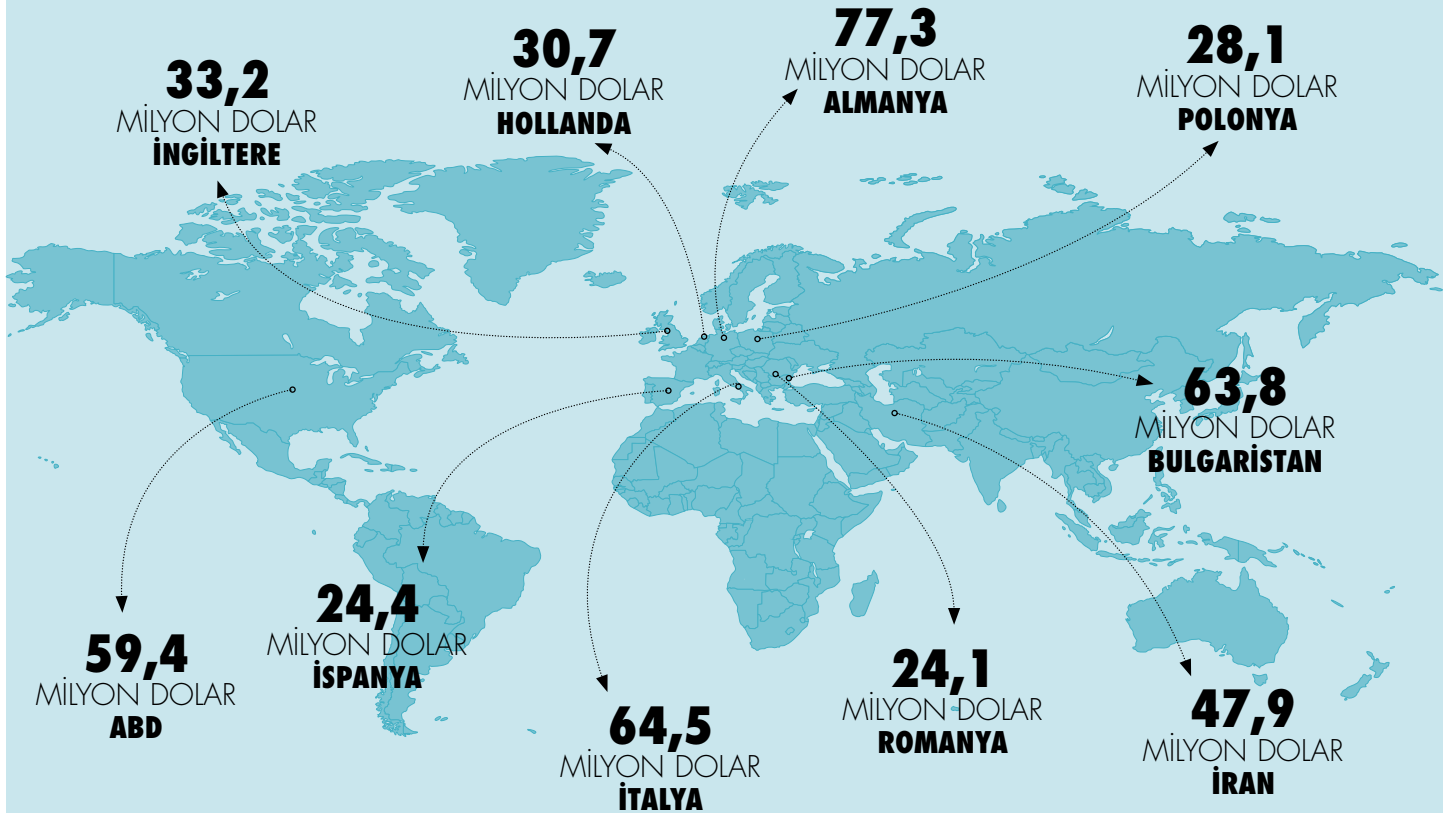 33,2
MİLYON DOLAR
İNGİLTERE
30,7
MİLYON DOLAR
HOLLANDA
77,3
MİLYON DOLAR
ALMANYA
28,1
MİLYON DOLAR
POLONYA
63,8
MİLYON DOLAR
BULGARİSTAN
59,4
MİLYON DOLAR
ABD
24,4
MİLYON DOLAR
İSPANYA
64,5
MİLYON DOLAR
İTALYA
24,1
MİLYON DOLAR
ROMANYA
47,9
MİLYON DOLAR
İRAN